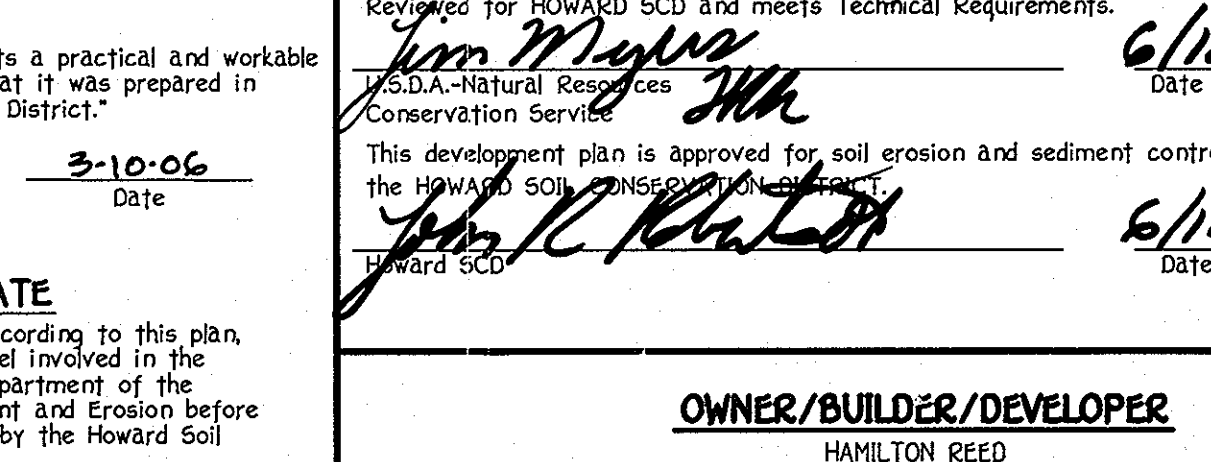 ts a practical and workable
at it was prepared in
District."
3-10-06
Date
ATE
cording to this plan,
el involved in the
partment of the
nt and Erosion before
by the Howard Soil
Reviewed for HOWARD SCD and meets Technical Requirements.
Jim Myers
6/1
U.S.D.A.-Natural Resources
Date
Conservation Service
This development plan is approved for soil erosion and sediment contr
the HOWARD SOIL CONSERVATION DISTRICT.
John R
6/1
Howard SCD
Date
OWNER/BUILDER/DEVELOPER
HAMILTON REED